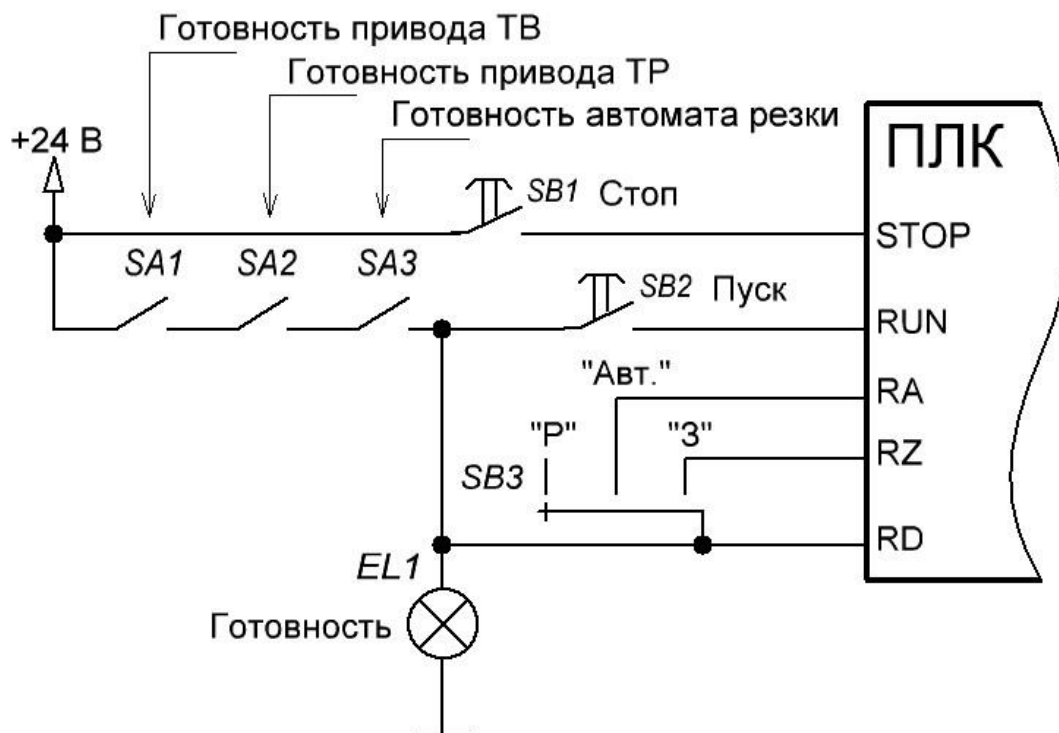 Готовность привода ТВ
Готовность привода ТР
Готовность автомата резки
+24 В
ПЛК
SB1 Стоп
STOP
SA1 SA2 SA3
SB2 Пуск
RUN
"Авт."
RA
"Р" "З"
RZ
SB3
RD
EL1
Готовность